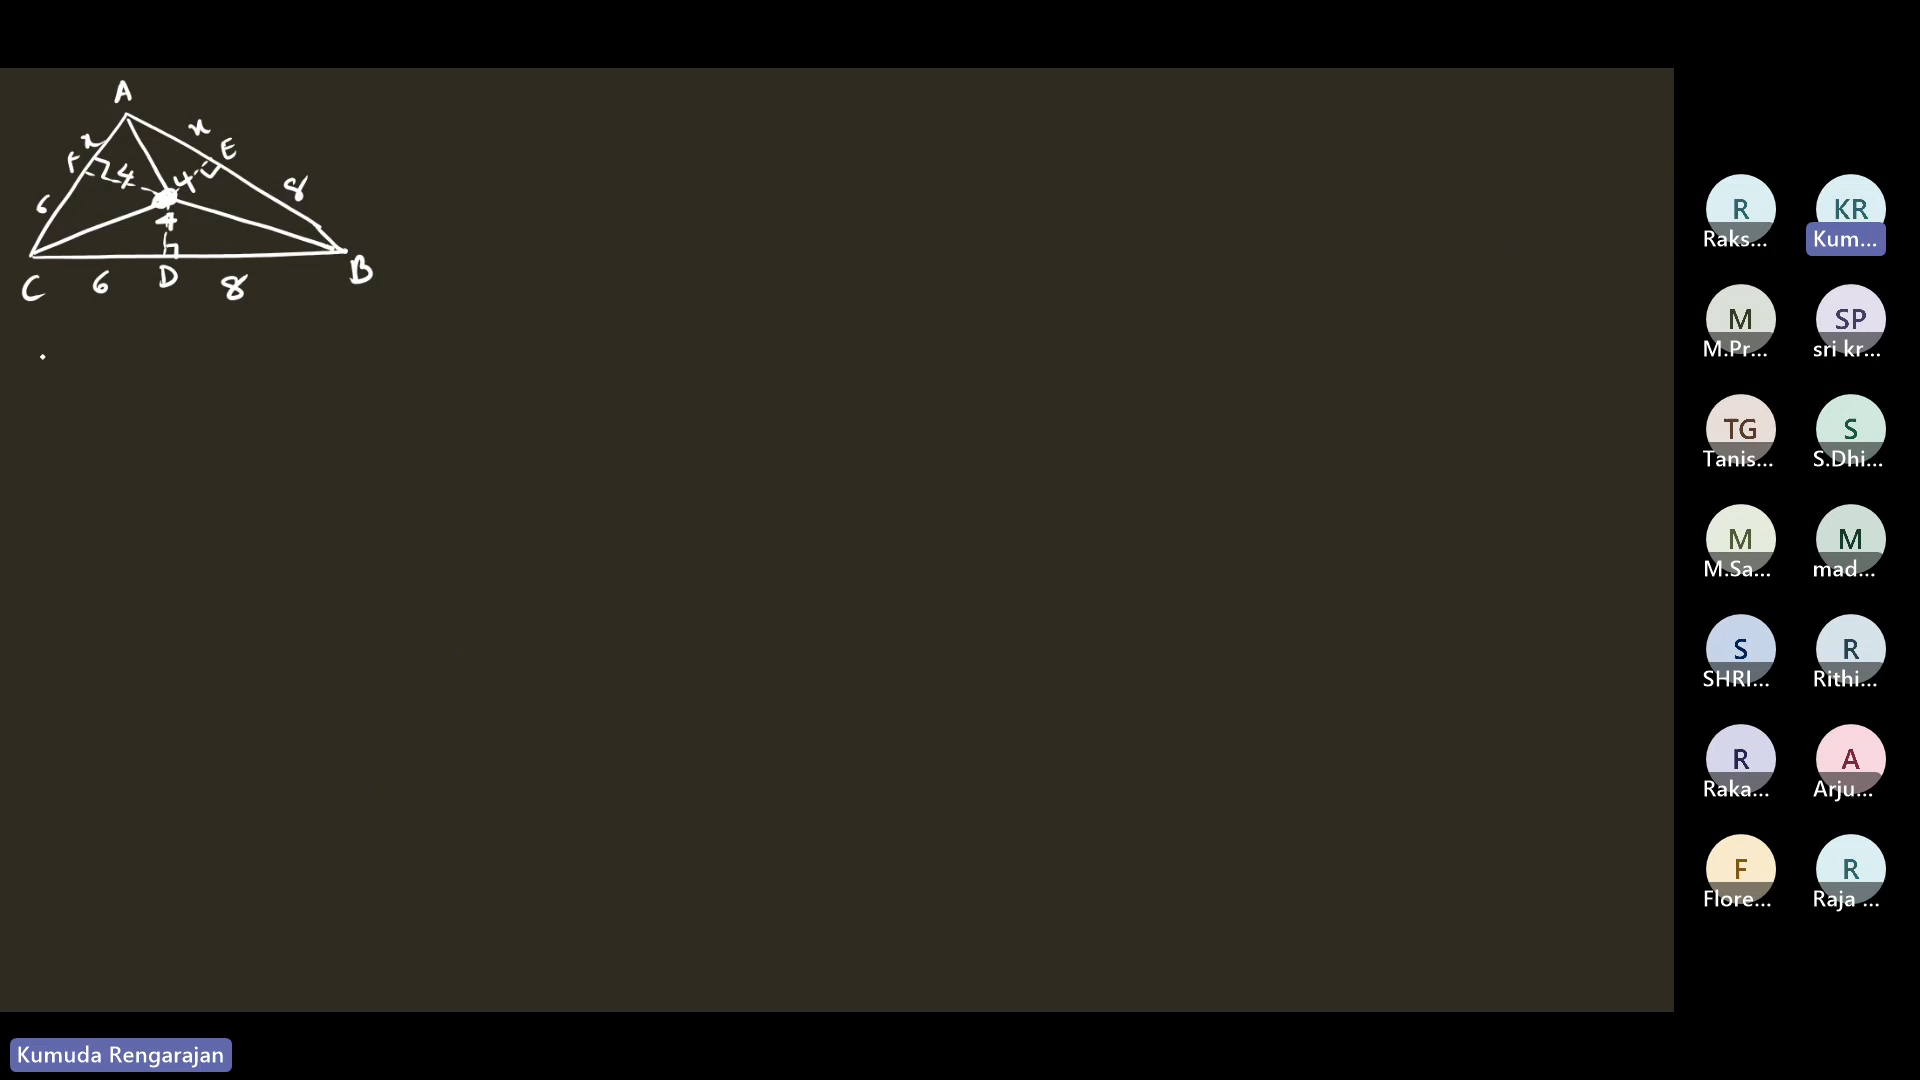 A
x
x
F
E
4
4
6
8
4
C
6
D
8
B
R
Raks...
KR
Kum...
M
M.Pr...
SP
sri kr...
TG
Tanis...
S
S.Dhi...
M
M.Sa...
M
mad...
S
SHRI...
R
Rithi...
R
Raka...
A
Arju...
F
Flore...
R
Raja ...
Kumuda Rengarajan